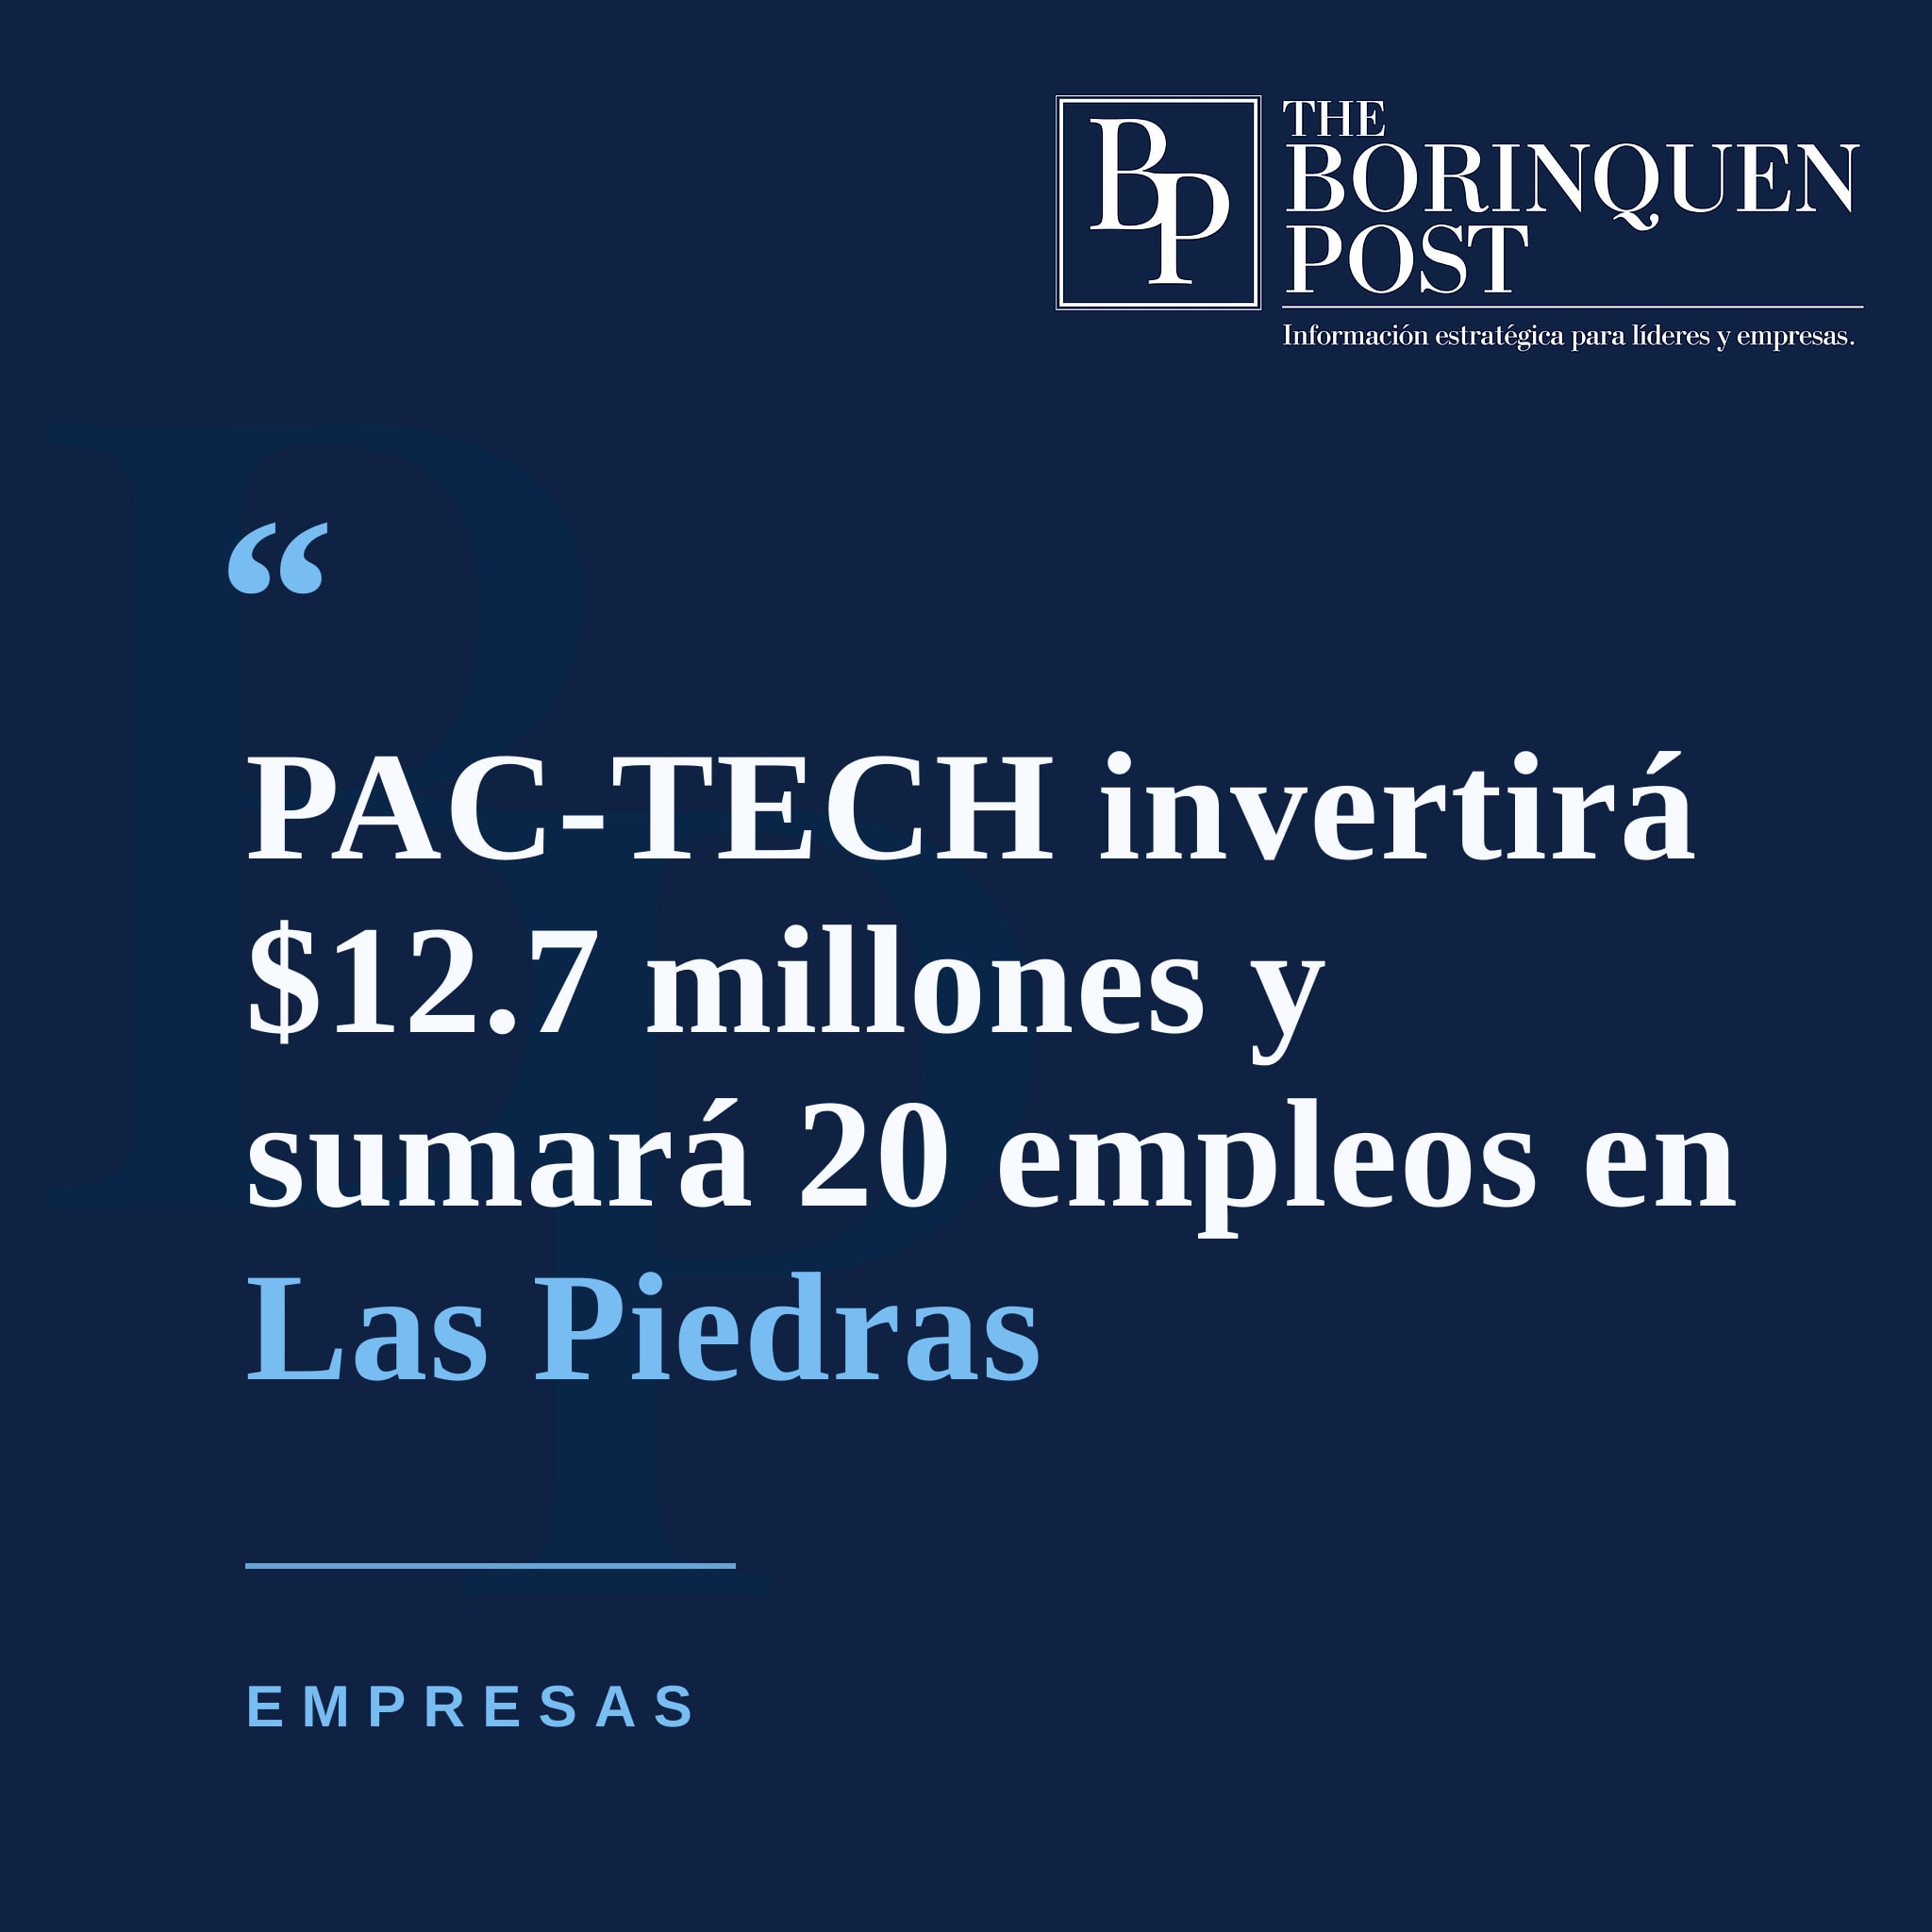 BP
THE
BORINQUEN
POST
Información estratégica para líderes y empresas.
“
PAC-TECH invertirá
$12.7 millones y
sumará 20 empleos en
Las Piedras
EMPRESAS